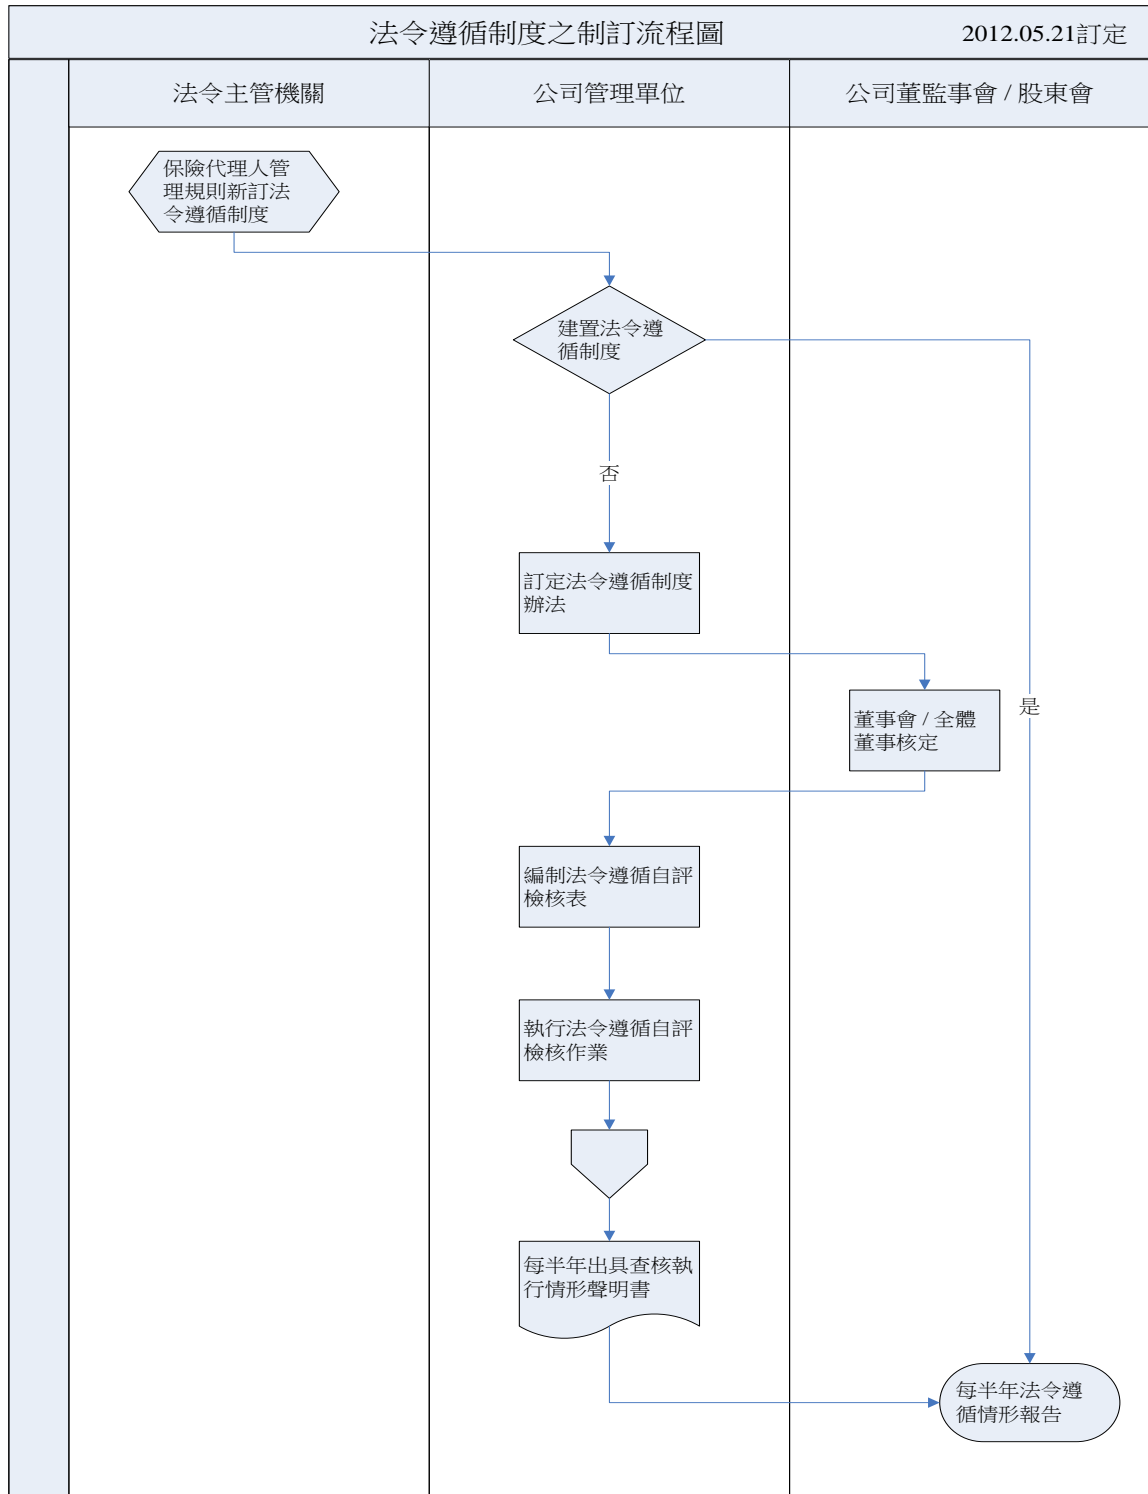 法令遵循制度之制訂流程圖
2012.05.21訂定
法令主管機關
公司管理單位
公司董監事會 / 股東會
保險代理人管
理規則新訂法
令遵循制度
建置法令遵
循制度
否
訂定法令遵循制度
辦法
董事會 / 全體
董事核定
是
編制法令遵循自評
檢核表
執行法令遵循自評
檢核作業
每半年出具查核執
行情形聲明書
每半年法令遵
循情形報告